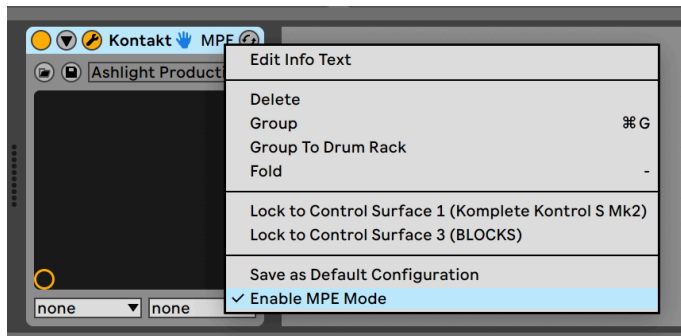 Kontakt MPE
Ashlight Producti
Edit Info Text
Delete
Group ⌘G
Group To Drum Rack
Fold -
Lock to Control Surface 1 (Komplete Kontrol S Mk2)
Lock to Control Surface 3 (BLOCKS)
Save as Default Configuration
✓ Enable MPE Mode
none none